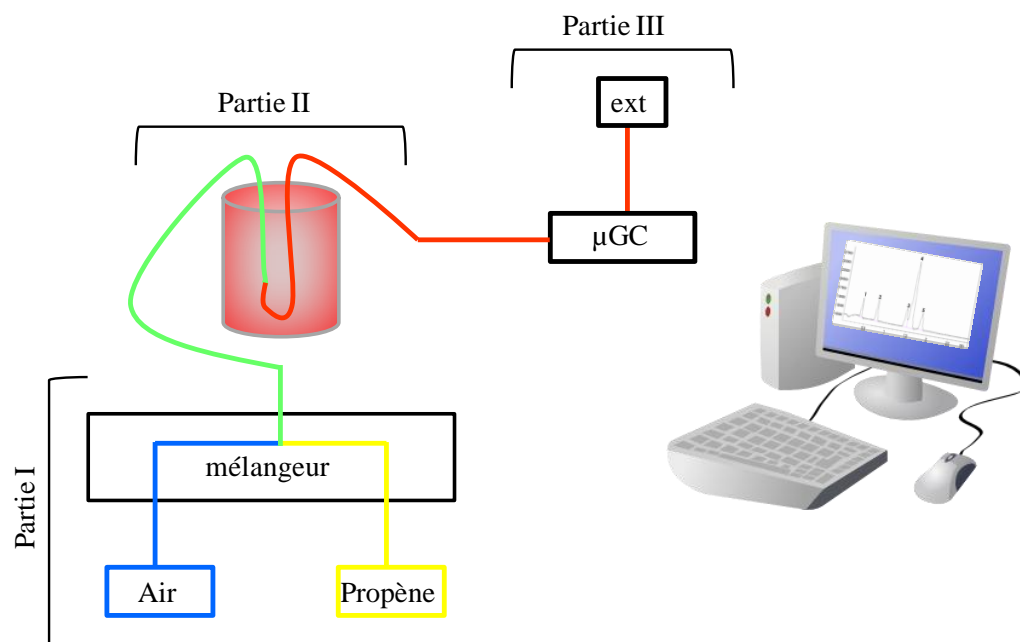 Partie III
ext
Partie II
µGC
Partie I
mélangeur
Air
Propène